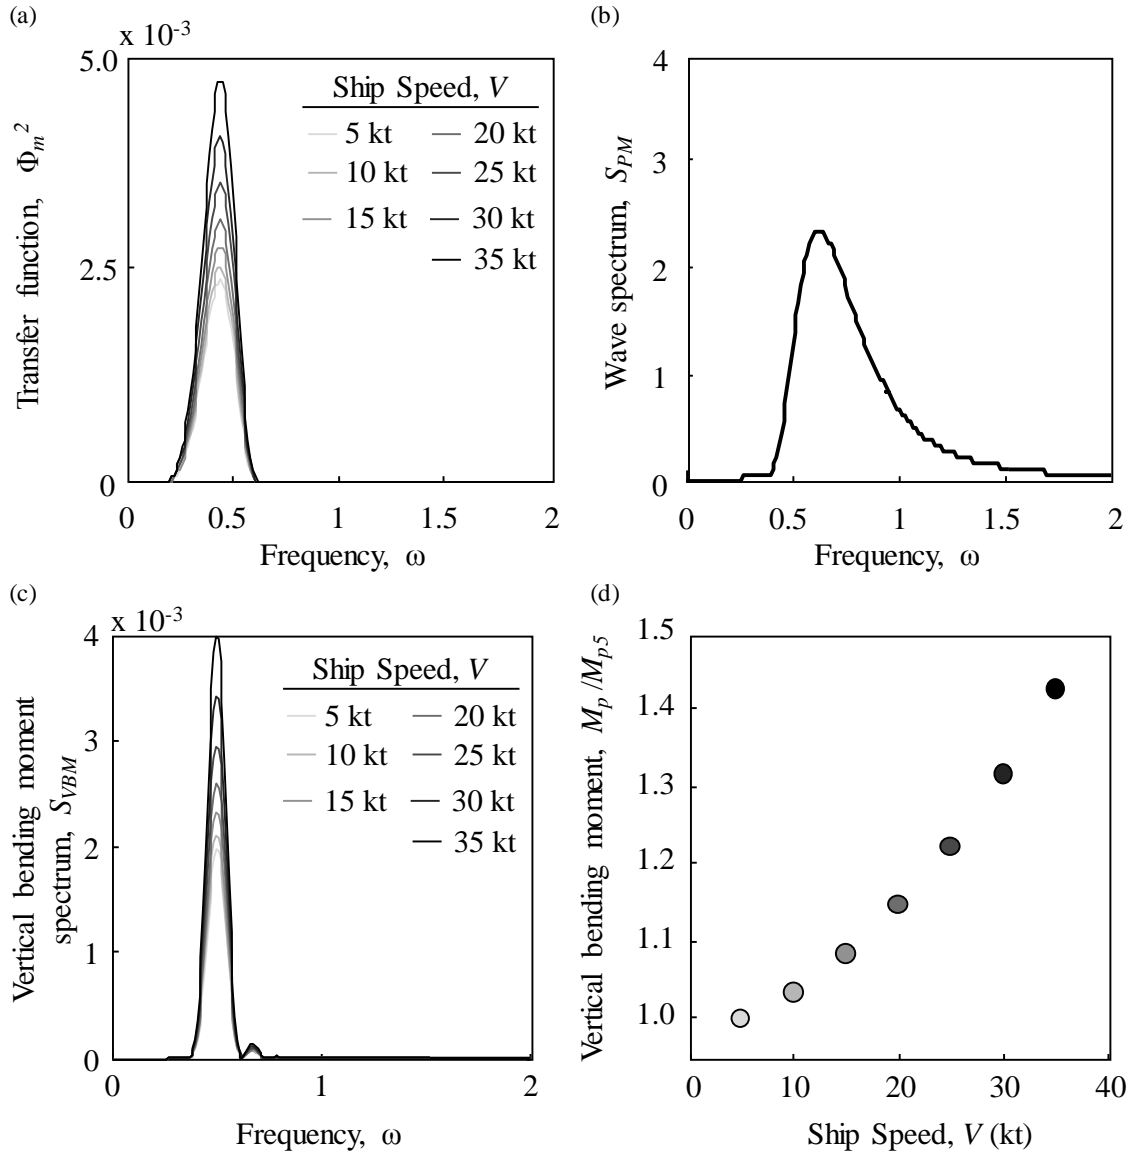 (a)
x 10-3
5.0
2.5
0
0
0.5
1
1.5
2
Transfer function, Φm2
Frequency, ω
Ship Speed, V
5 kt
20 kt
10 kt
25 kt
15 kt
30 kt
35 kt
(b)
4
3
2
1
0
0
0.5
1
1.5
2
Wave spectrum, SPM
Frequency, ω
(c)
x 10-3
4
3
2
1
0
0
1
2
Vertical bending moment
spectrum, SVBM
Frequency, ω
Ship Speed, V
5 kt
20 kt
10 kt
25 kt
15 kt
30 kt
35 kt
(d)
1.5
1.4
1.3
1.2
1.1
1.0
0
10
20
30
40
Vertical bending moment, Mp/Mp5
Ship Speed, V (kt)